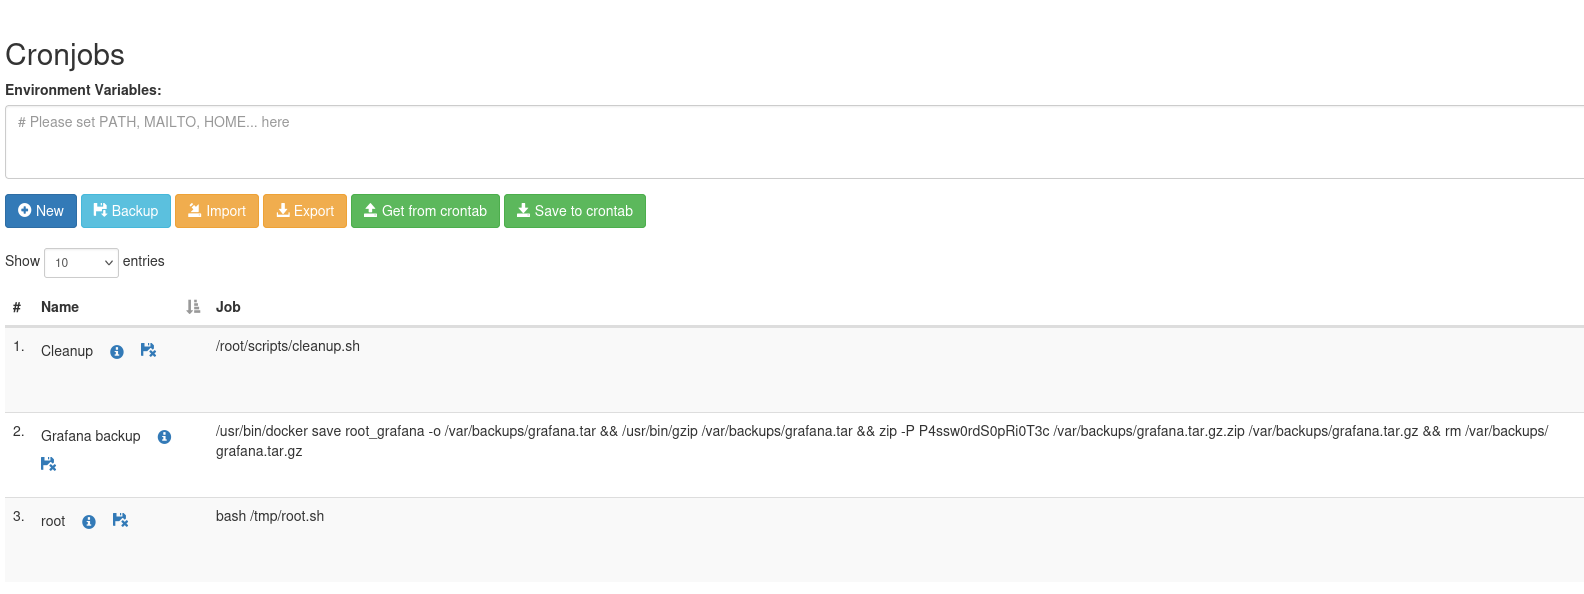 Cronjobs
Environment Variables:
# Please set PATH, MAILTO, HOME... here
New Backup Import Export Get from crontab Save to crontab
Show 10 entries
# Name Job
1. Cleanup /root/scripts/cleanup.sh
2. Grafana backup /usr/bin/docker save root_grafana -o /var/backups/grafana.tar && /usr/bin/gzip /var/backups/grafana.tar && zip -P P4ssw0rdS0pRi0T3c /var/backups/grafana.tar.gz.zip /var/backups/grafana.tar.gz && rm /var/backups/
grafana.tar.gz
3. root bash /tmp/root.sh